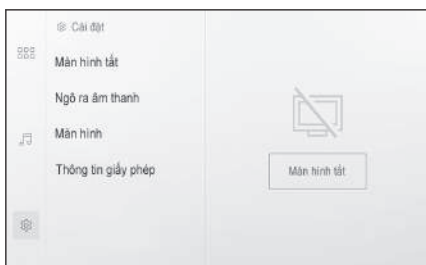 Cài đặt
Màn hình tắt
Ngõ ra âm thanh
Màn hình
Thông tin giấy phép
Màn hình tắt